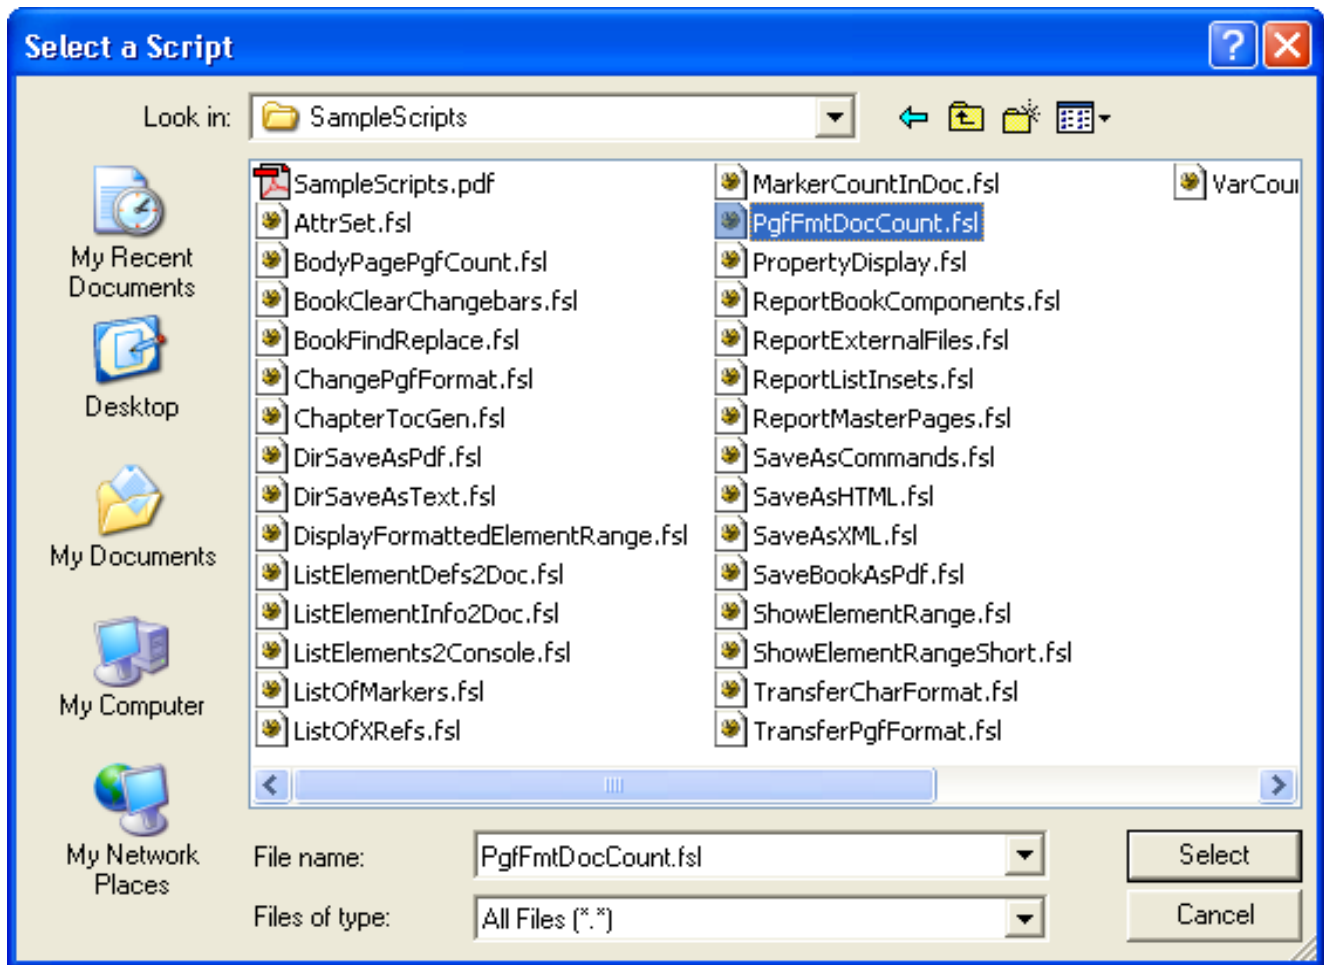 Select a Script
Look in:
SampleScripts
My Recent
Documents
Desktop
My Documents
My Computer
My Network
Places
SampleScripts.pdf
AttrSet.fsl
BodyPagePgfCount.fsl
BookClearChangebars.fsl
BookFindReplace.fsl
ChangePgfFormat.fsl
ChapterTocGen.fsl
DirSaveAsPdf.fsl
DirSaveAsText.fsl
DisplayFormattedElementRange.fsl
ListElementDefs2Doc.fsl
ListElementInfo2Doc.fsl
ListElements2Console.fsl
ListOfMarkers.fsl
ListOfXRefs.fsl
MarkerCountInDoc.fsl
PgfFmtDocCount.fsl
PropertyDisplay.fsl
ReportBookComponents.fsl
ReportExternalFiles.fsl
ReportListInsets.fsl
ReportMasterPages.fsl
SaveAsCommands.fsl
SaveAsHTML.fsl
SaveAsXML.fsl
SaveBookAsPdf.fsl
ShowElementRange.fsl
ShowElementRangeShort.fsl
TransferCharFormat.fsl
TransferPgfFormat.fsl
VarCou
File name:
PgfFmtDocCount.fsl
Select
Files of type:
All Files (*.*)
Cancel